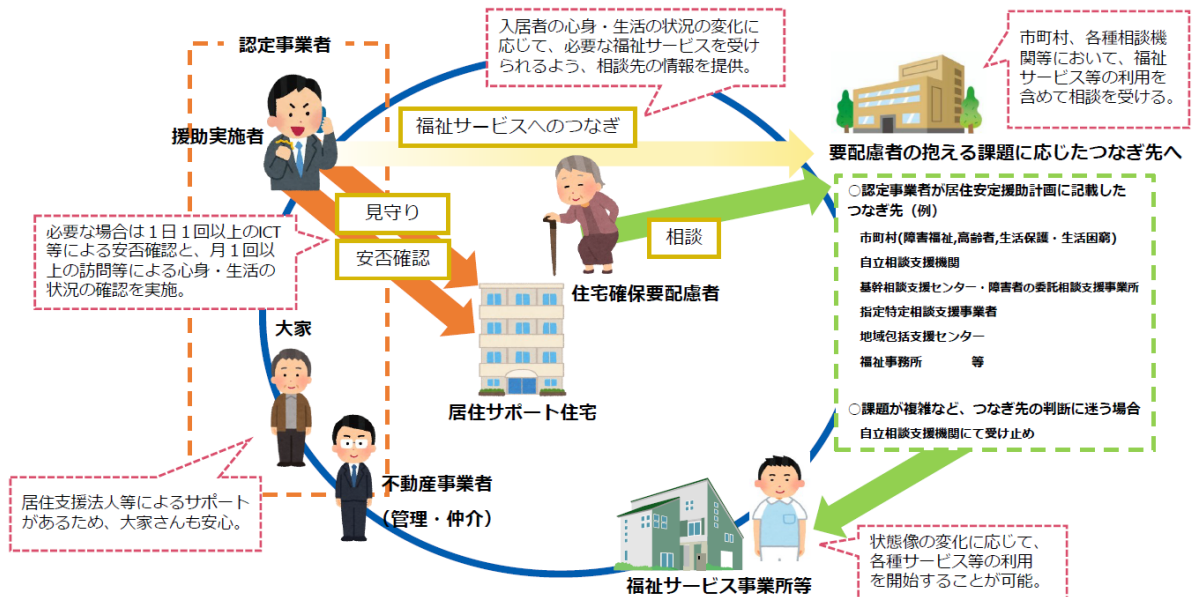 認定事業者
援助実施者
入居者の心身・生活の状況の変化に
応じて、必要な福祉サービスを受け
られるよう、相談先の情報を提供。
市町村、各種相談機
関等において、福祉
サービス等の利用を
含めて相談を受ける。
福祉サービスへのつなぎ
要配慮者の抱える課題に応じたつなぎ先へ
見守り
安否確認
必要な場合は１日１回以上のICT
等による安否確認と、月１回以
上の訪問等による心身・生活の
状況の確認を実施。
相談
住宅確保要配慮者
○認定事業者が居住安定援助計画に記載した
つなぎ先（例）
市町村(障害福祉,高齢者,生活保護・生活困窮)
自立相談支援機関
基幹相談支援センター・障害者の委託相談支援事業所
指定特定相談支援事業者
地域包括支援センター
福祉事務所　　　等
○課題が複雑など、つなぎ先の判断に迷う場合
自立相談支援機関にて受け止め
大家
居住サポート住宅
居住支援法人等によるサポート
があるため、大家さんも安心。
不動産事業者
（管理・仲介）
福祉サービス事業所等
状態像の変化に応じて、
各種サービス等の利用
を開始することが可能。